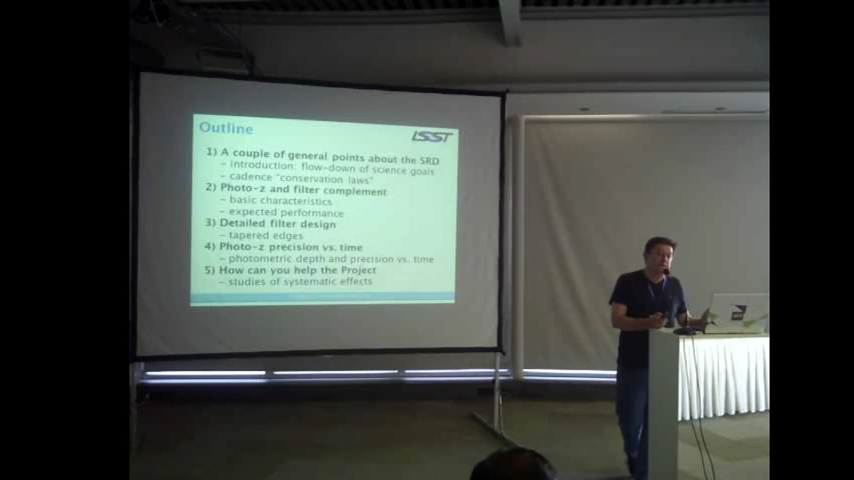 Outline
LSST
1) A couple of general points about the SRD
- introduction: flow-down of science goals
- cadence "conservation laws"
2) Photo-z and filter complement
- basic characteristics
- expected performance
3) Detailed filter design
- tapered edges
4) Photo-z precision vs. time
- photometric depth and precision vs. time
5) How can you help the Project
- studies of systematic effects